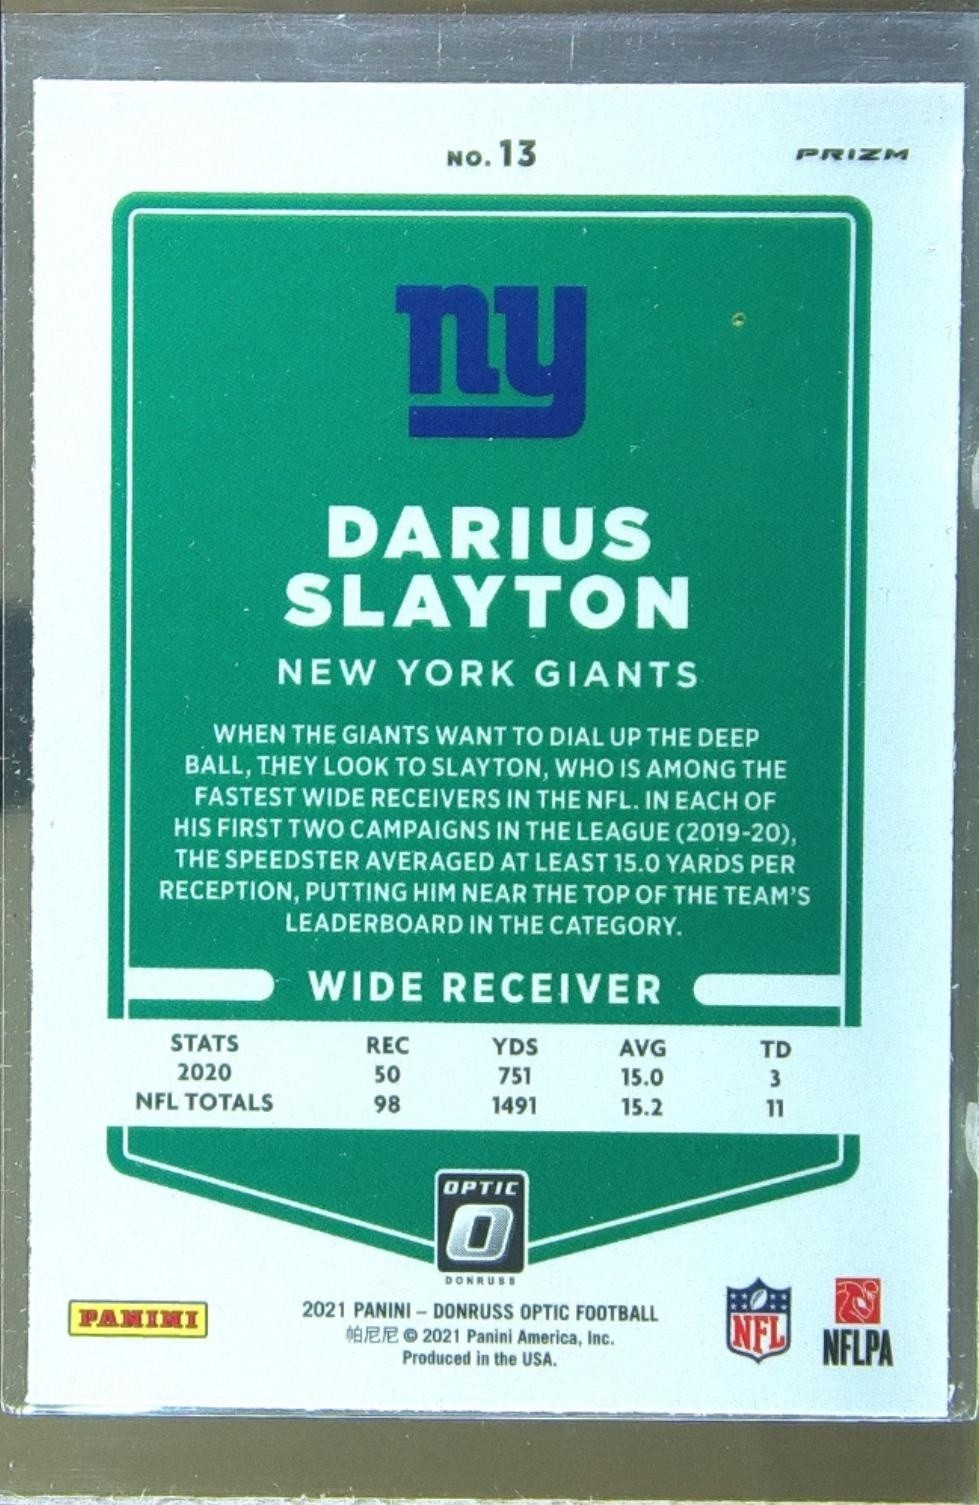 NO. 13
PRIZM
ny
DARIUS
SLAYTON
NEW YORK GIANTS
WHEN THE GIANTS WANT TO DIAL UP THE DEEP
BALL, THEY LOOK TO SLAYTON, WHO IS AMONG THE
FASTEST WIDE RECEIVERS IN THE NFL. IN EACH OF
HIS FIRST TWO CAMPAIGNS IN THE LEAGUE (2019-20),
THE SPEEDSTER AVERAGED AT LEAST 15.0 YARDS PER
RECEPTION, PUTTING HIM NEAR THE TOP OF THE TEAM'S
LEADERBOARD IN THE CATEGORY.
WIDE RECEIVER
STATS REC YDS AVG TD
2020 50 751 15.0 3
NFL TOTALS 98 1491 15.2 11
OPTIC
O
DONRUSS
PANINI
2021 PANINI – DONRUSS OPTIC FOOTBALL
帕尼尼 © 2021 Panini America, Inc.
Produced in the USA.
NFL
NFLPA